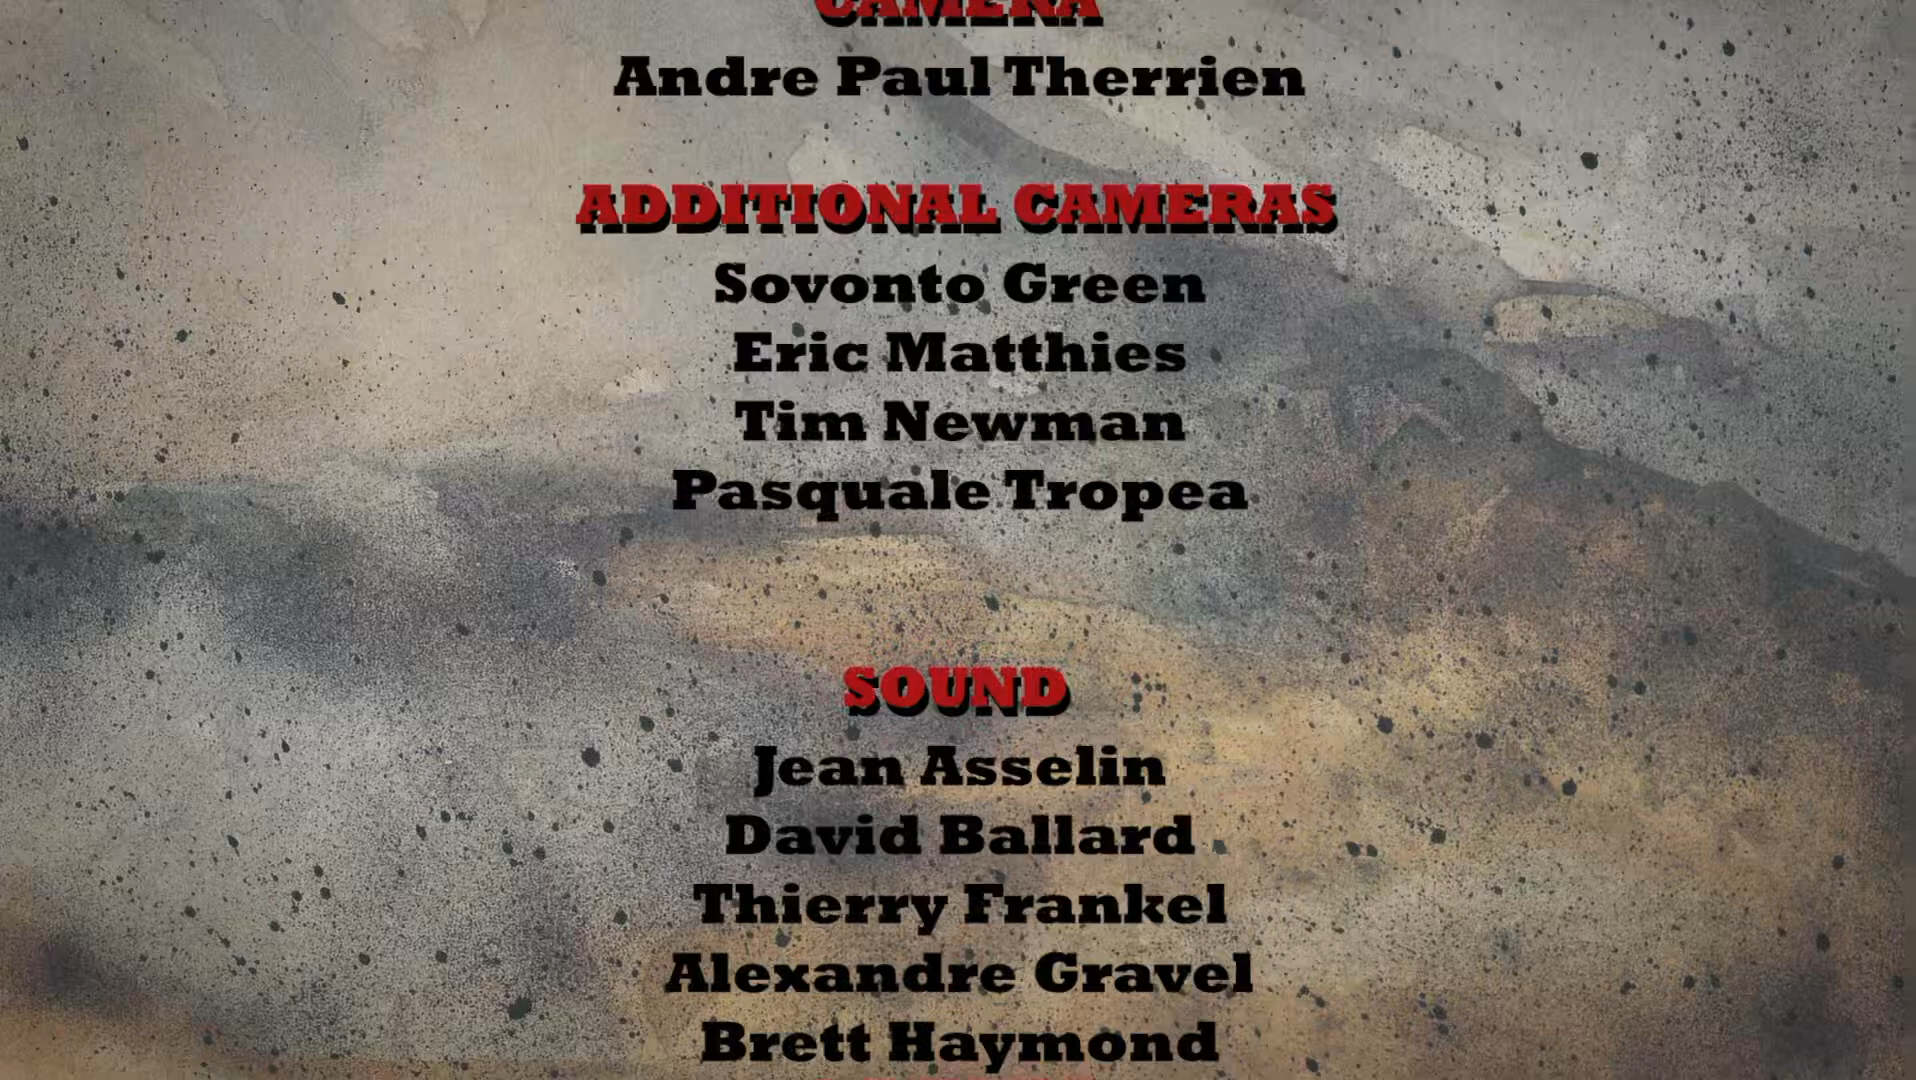 CAMERA
Andre Paul Therrien
ADDITIONAL CAMERAS
Sovonto Green
Eric Matthies
Tim Newman
Pasquale Tropea
SOUND
Jean Asselin
David Ballard
Thierry Frankel
Alexandre Gravel
Brett Haymond